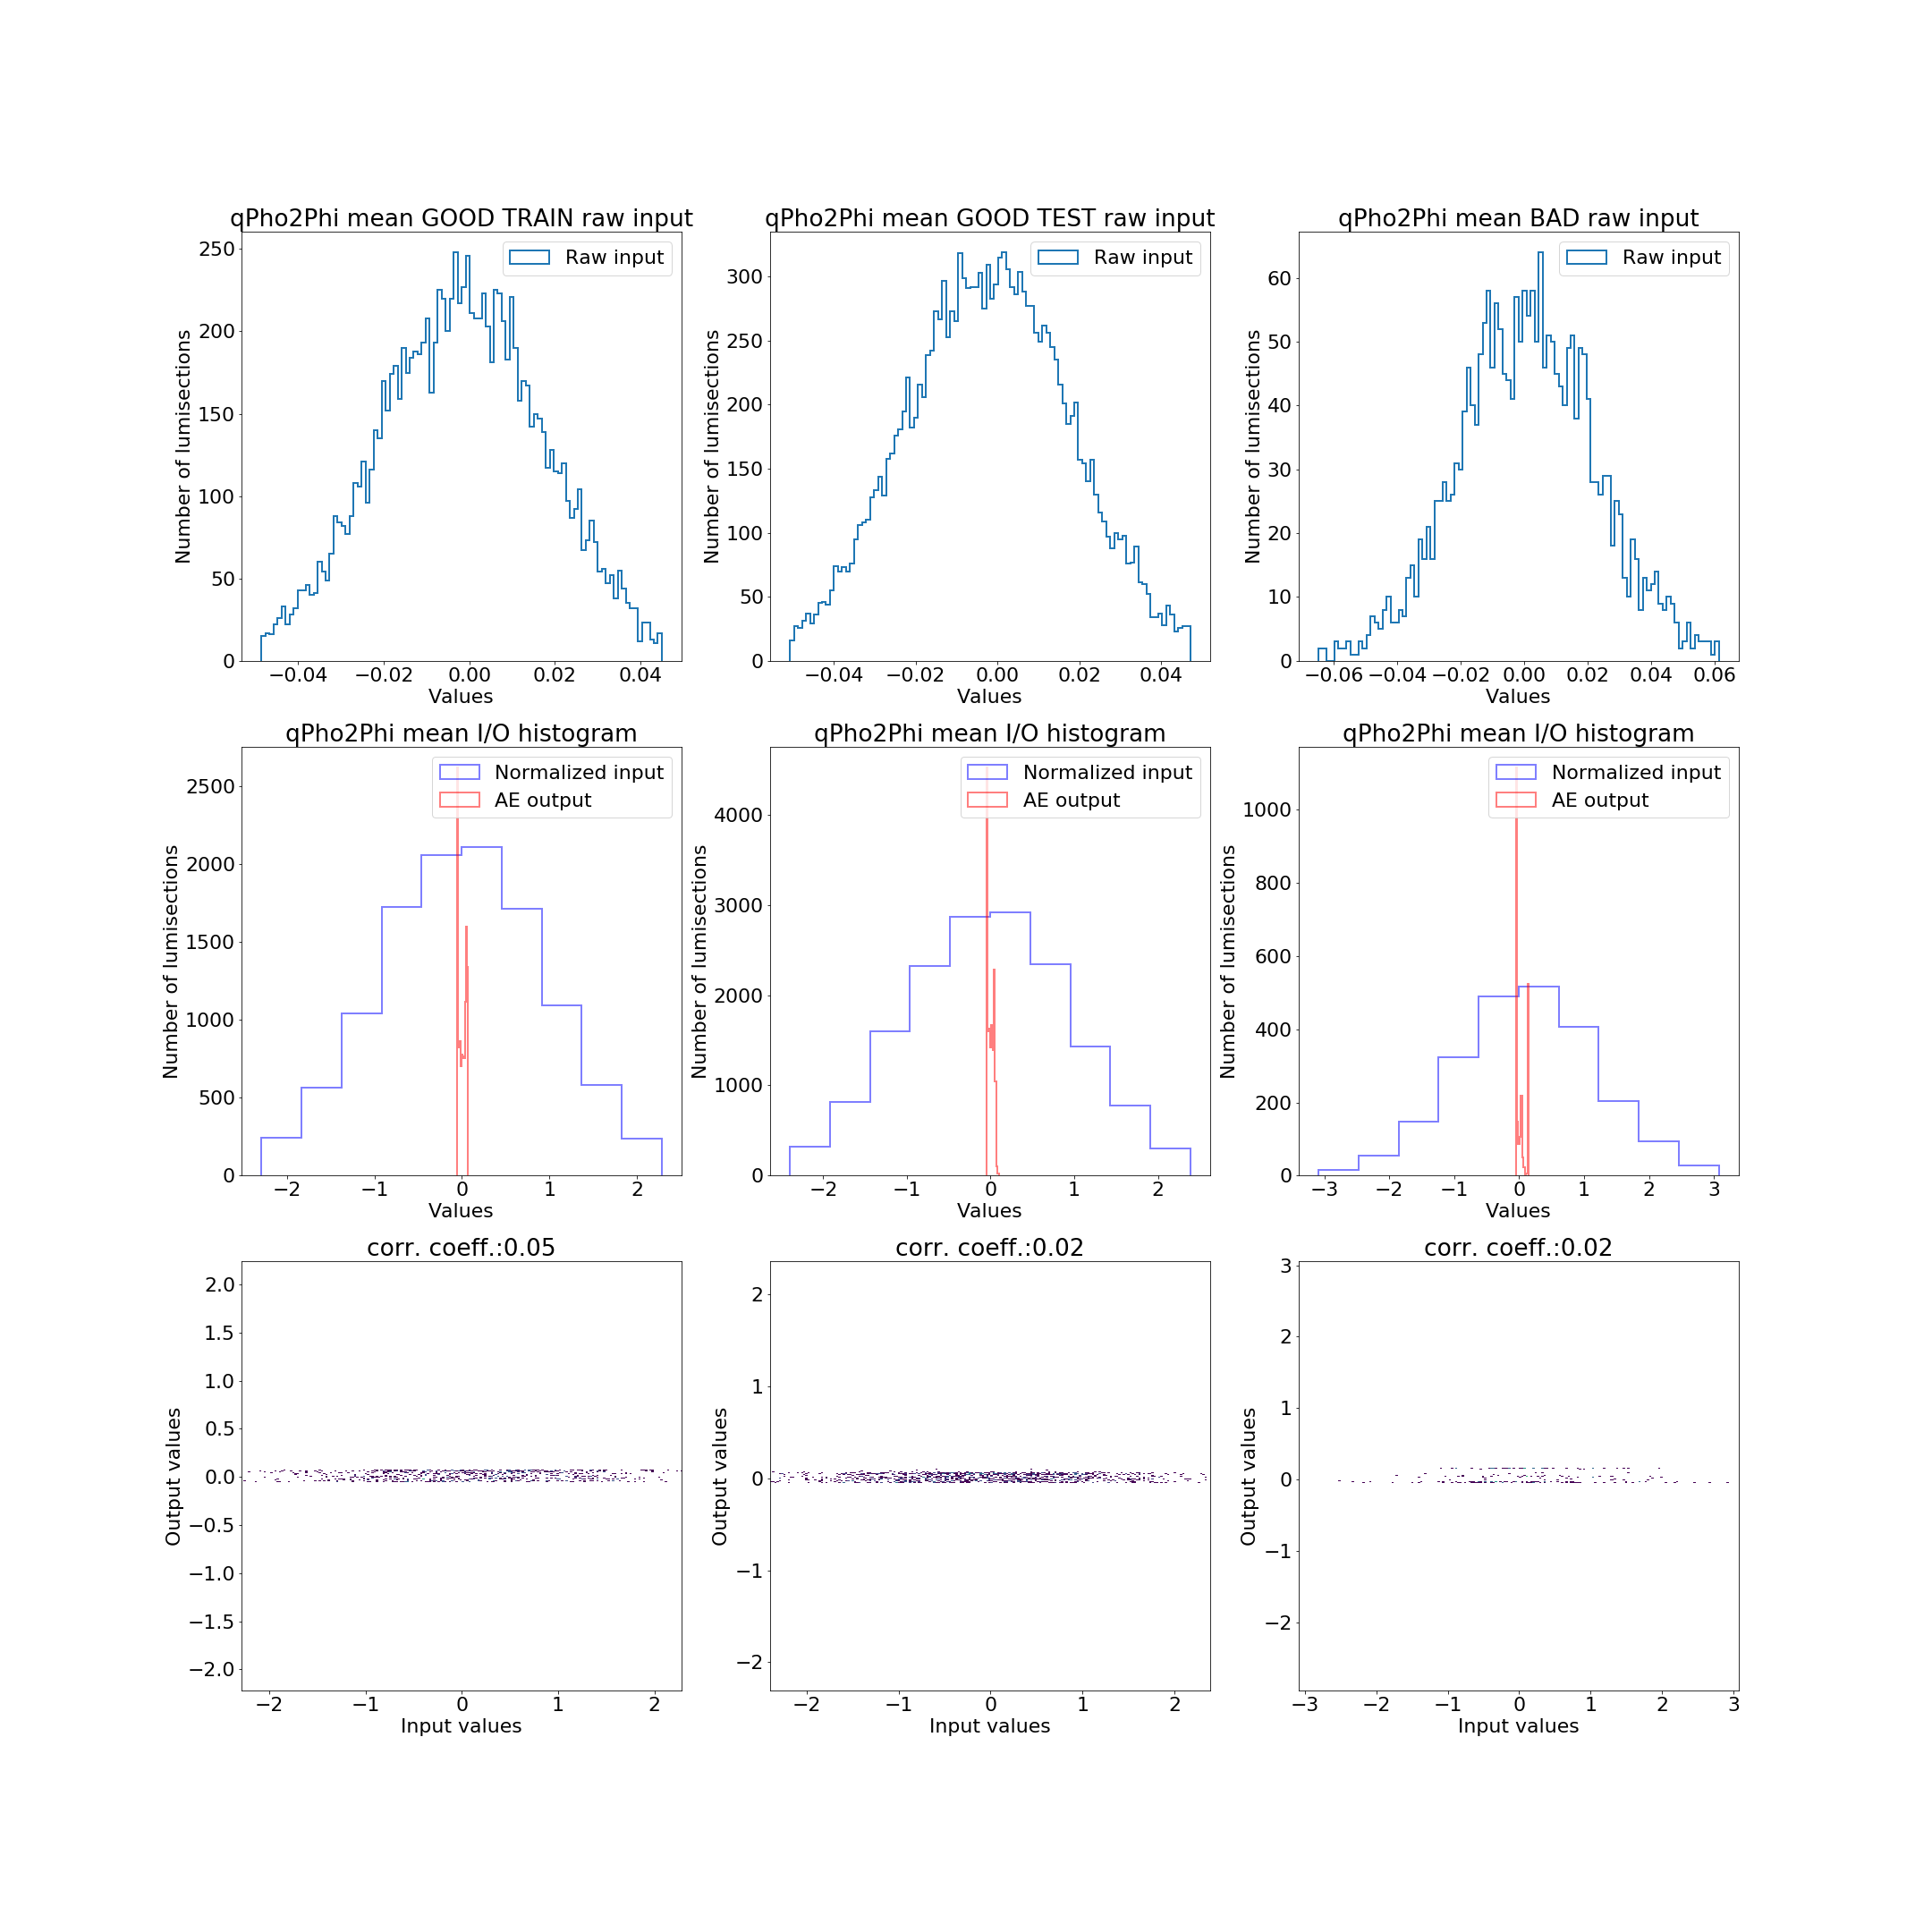 qPho2Phi mean GOOD TRAIN raw input
Raw input
Number of lumisections
250
200
150
100
50
0
−0.04 −0.02 0.00 0.02 0.04
Values
qPho2Phi mean GOOD TEST raw input
Raw input
Number of lumisections
300
250
200
150
100
50
0
−0.04 −0.02 0.00 0.02 0.04
Values
qPho2Phi mean BAD raw input
Raw input
Number of lumisections
60
50
40
30
20
10
0
−0.06 −0.04 −0.02 0.00 0.02 0.04 0.06
Values
qPho2Phi mean I/O histogram
Normalized input
AE output
Number of lumisections
2500
2000
1500
1000
500
0
−2 −1 0 1 2
Values
qPho2Phi mean I/O histogram
Normalized input
AE output
Number of lumisections
4000
3000
2000
1000
0
−2 −1 0 1 2
Values
qPho2Phi mean I/O histogram
Normalized input
AE output
Number of lumisections
1000
800
600
400
200
0
−3 −2 −1 0 1 2 3
Values
corr. coeff.:0.05
Output values
2.0
1.5
1.0
0.5
0.0
−0.5
−1.0
−1.5
−2.0
−2 −1 0 1 2
Input values
corr. coeff.:0.02
Output values
2
1
0
−1
−2
−2 −1 0 1 2
Input values
corr. coeff.:0.02
Output values
3
2
1
0
−1
−2
−3 −2 −1 0 1 2 3
Input values